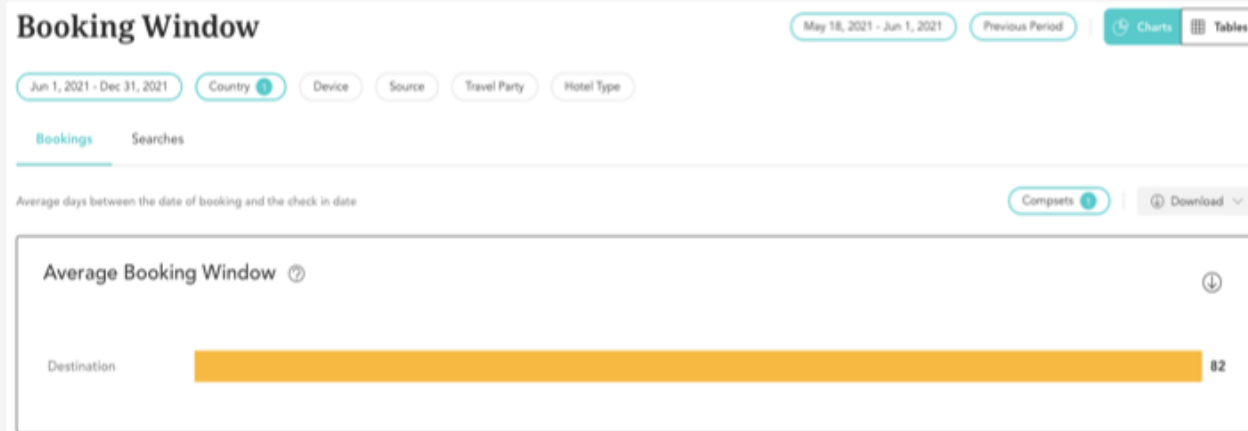 Booking Window
May 18, 2021 - Jun 1, 2021 Previous Period Charts Tables
Jun 1, 2021 - Dec 31, 2021 Country 1 Device Source Travel Party Hotel Type
Bookings Searches
Average days between the date of booking and the check in date
Compsets 1 Download
Average Booking Window ?
Destination 82